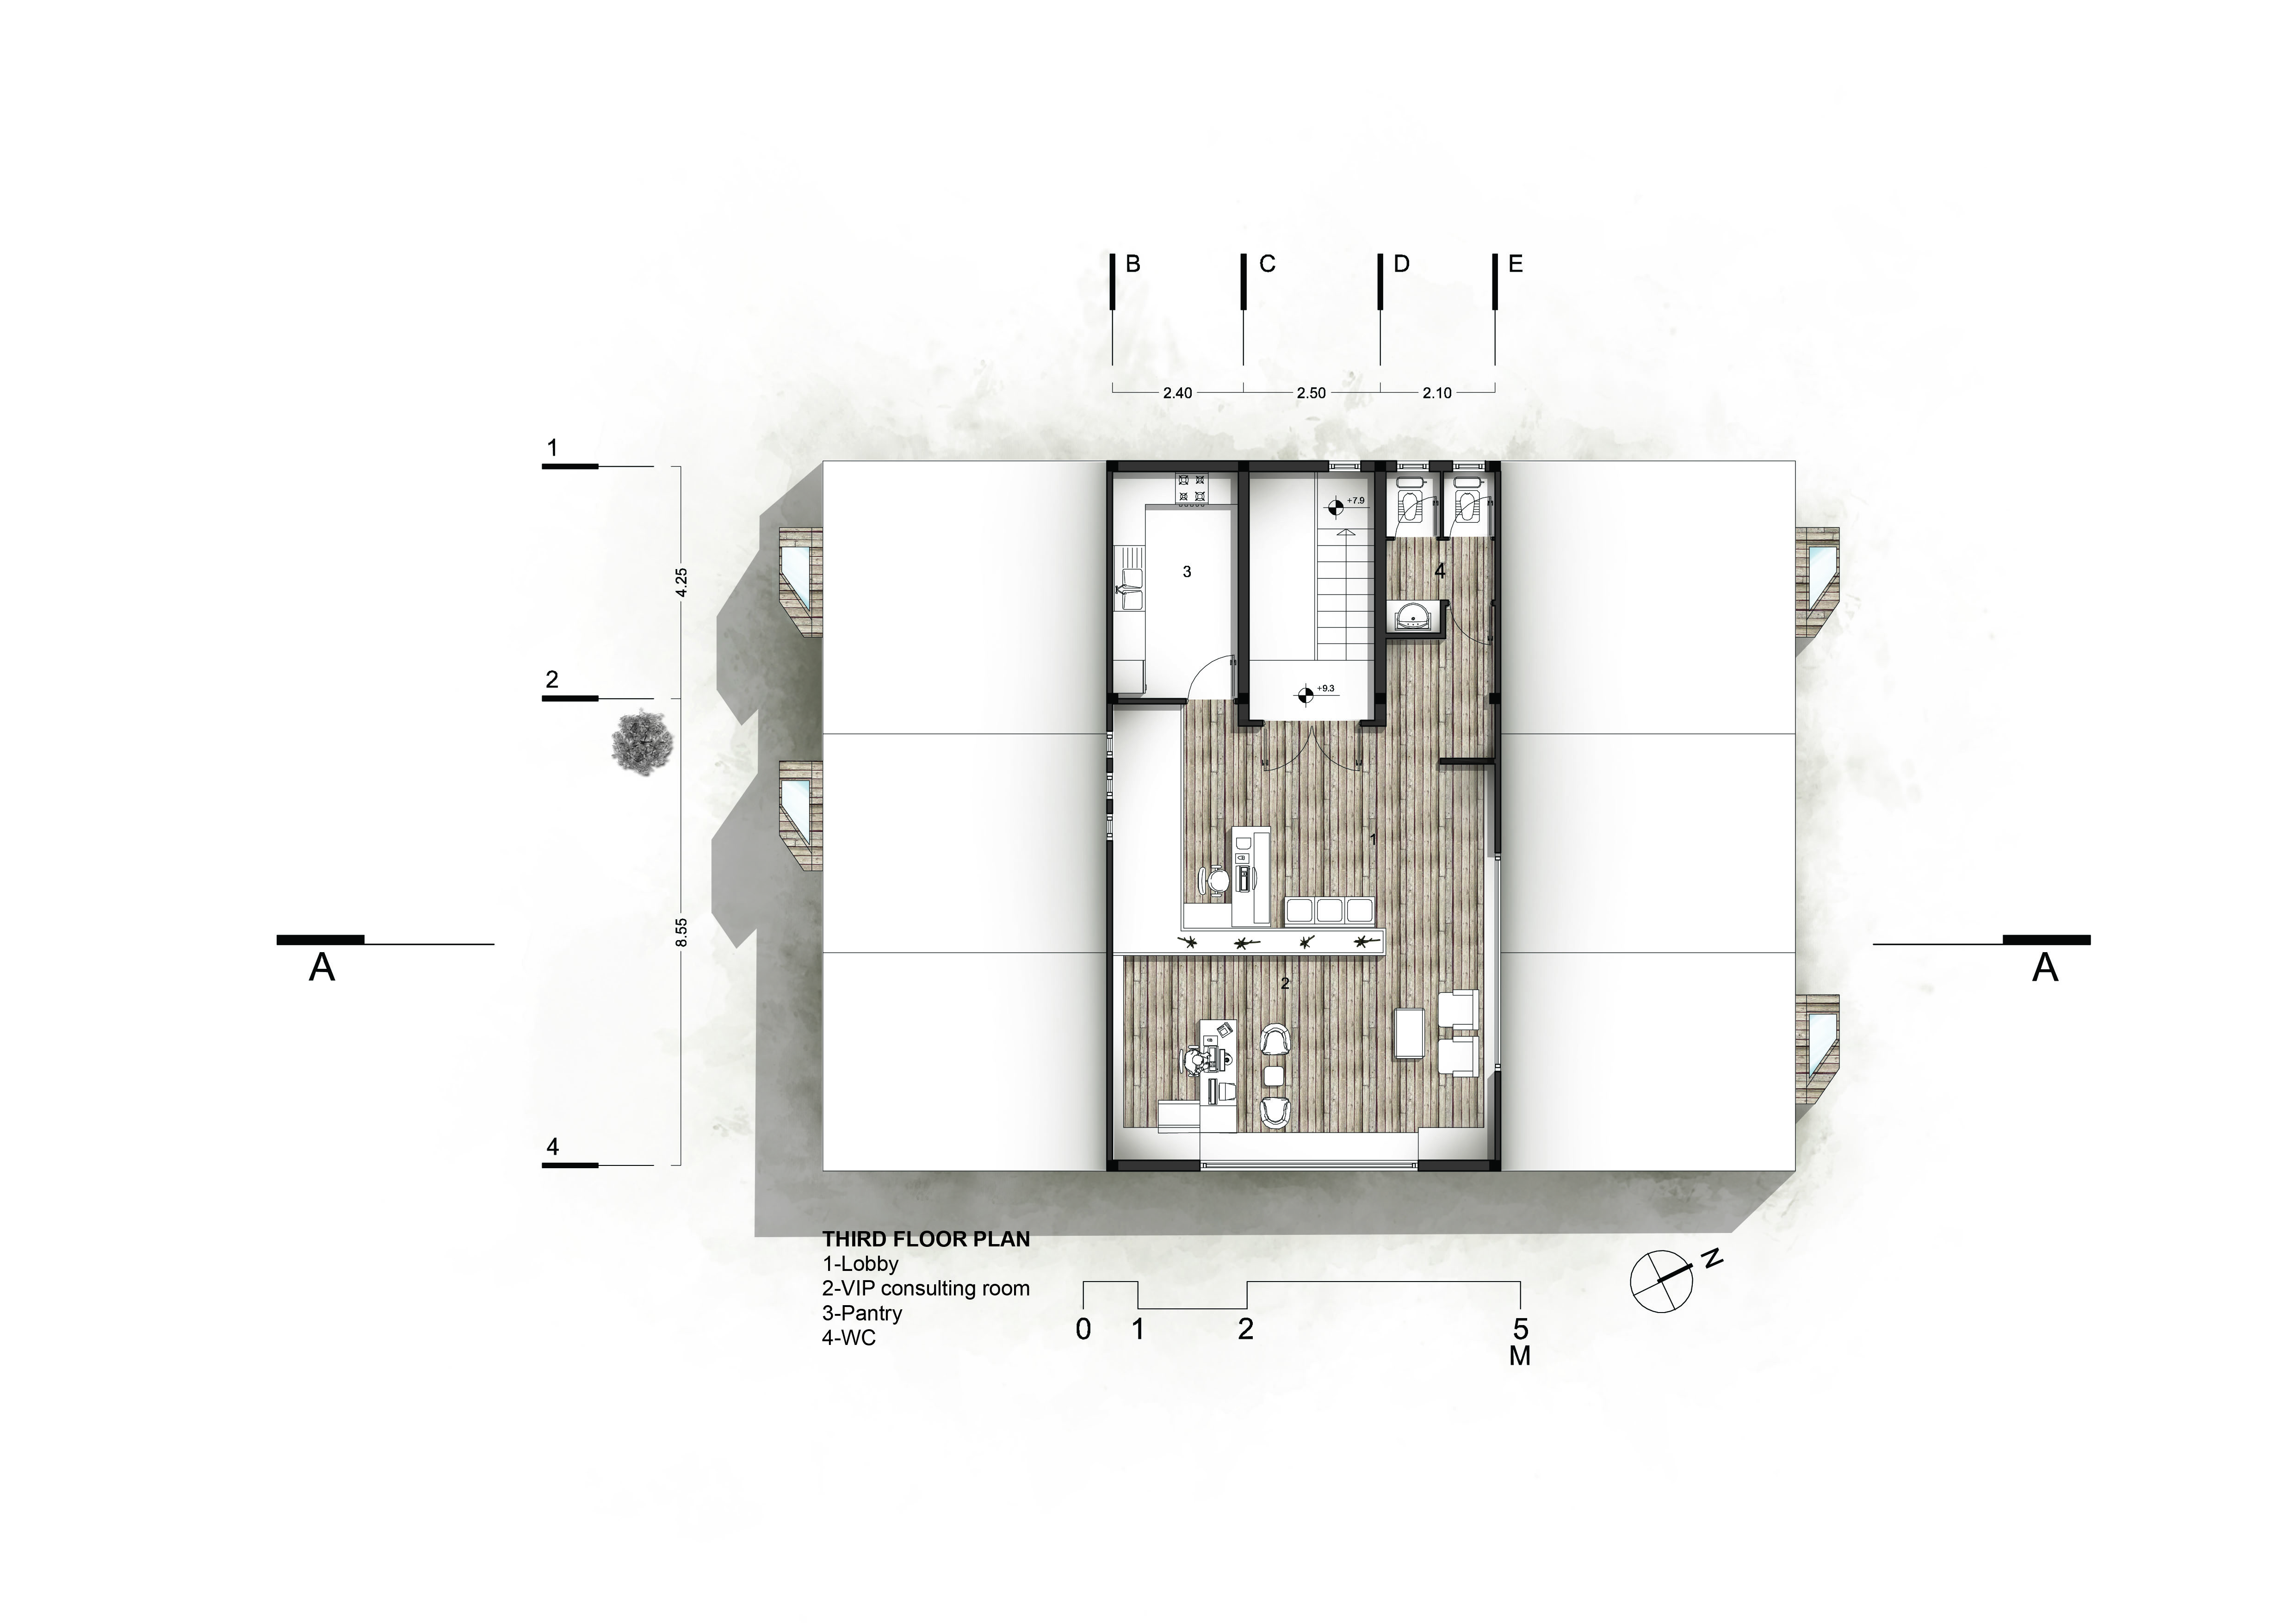 B C D E
2.40 2.50 2.10
1
+7.9
4.25
3
4
2
+9.3
1
8.55
A
A
2
4
THIRD FLOOR PLAN
1-Lobby
2-VIP consulting room
3-Pantry
4-WC
0 1 2 5
M
N